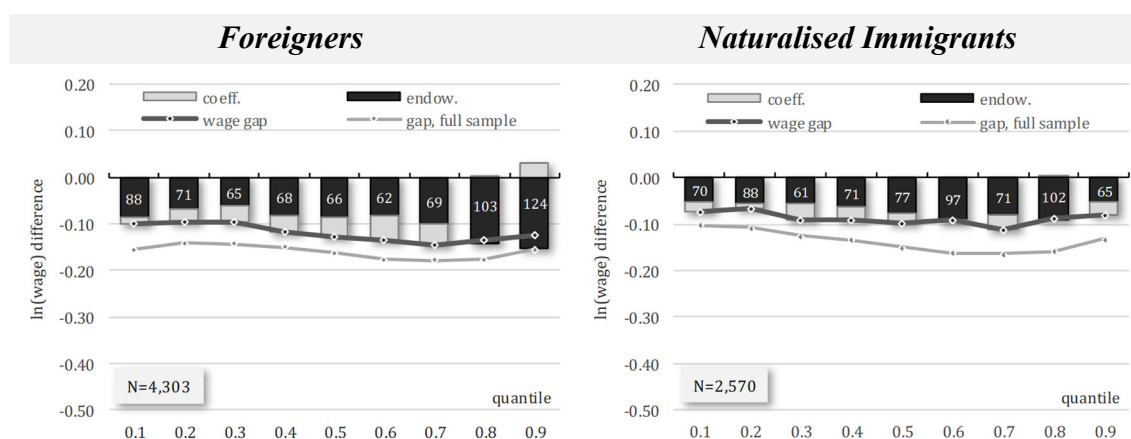 Foreigners
Naturalised Immigrants
0.20
0.10
0.00
-0.10
-0.20
-0.30
-0.40
-0.50
ln(wage) difference
coeff.
endow.
wage gap
gap, full sample
88 71 65 68 66 62 69 103 124
N=4,303
quantile
0.1 0.2 0.3 0.4 0.5 0.6 0.7 0.8 0.9
0.20
0.10
0.00
-0.10
-0.20
-0.30
-0.40
-0.50
ln(wage) difference
coeff.
endow.
wage gap
gap, full sample
70 88 61 71 77 97 71 102 65
N=2,570
quantile
0.1 0.2 0.3 0.4 0.5 0.6 0.7 0.8 0.9